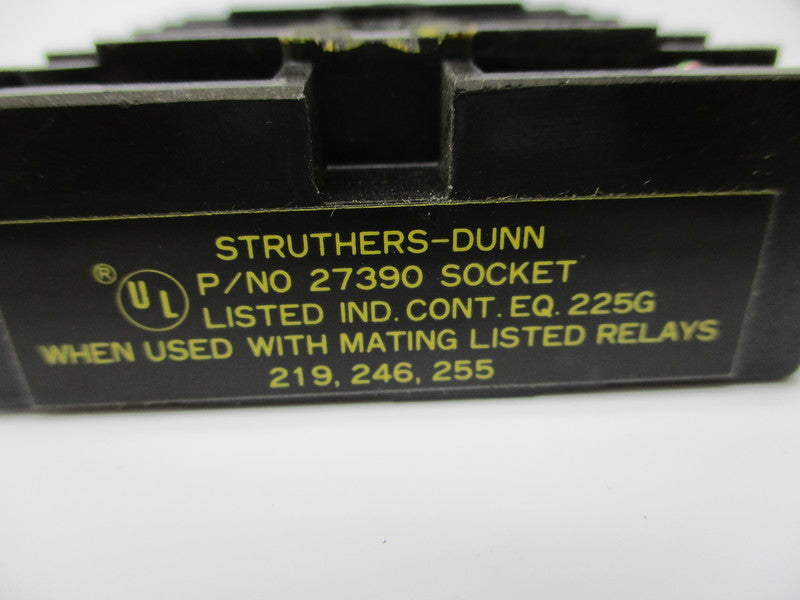 STRUTHERS-DUNN
® UL P/NO 27390 SOCKET
LISTED IND. CONT. EQ. 225G
WHEN USED WITH MATING LISTED RELAYS
219, 246, 255